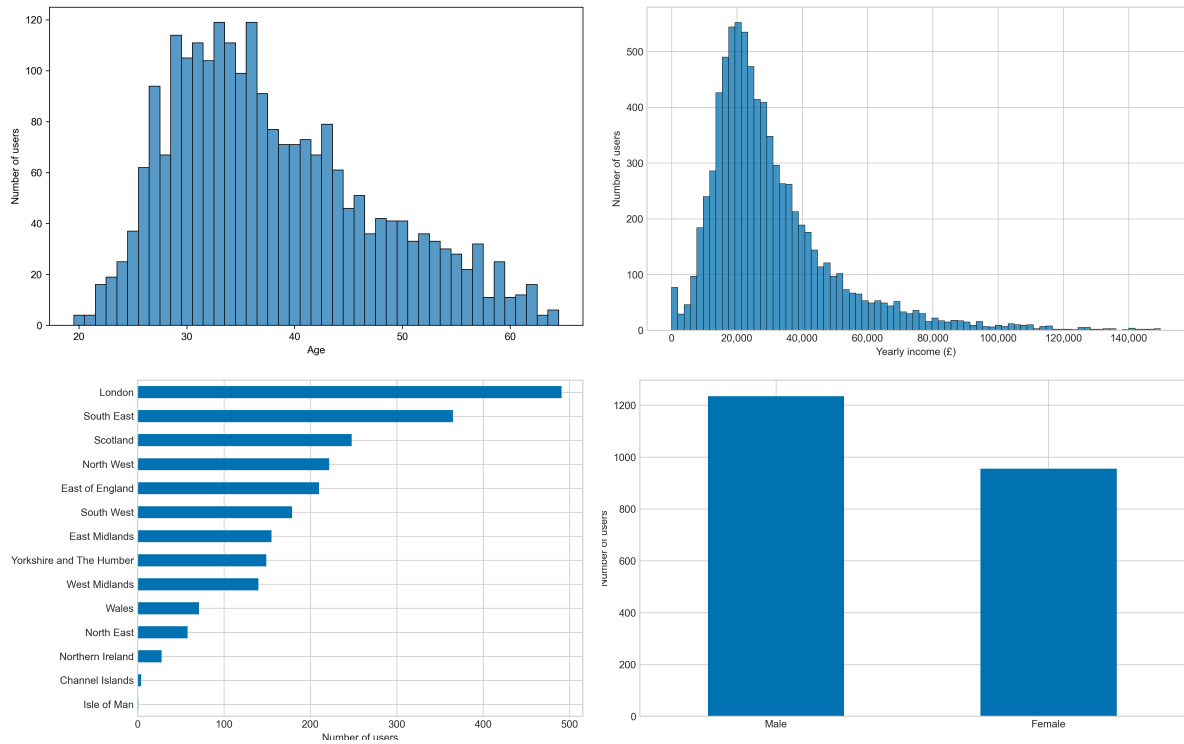 120
100
80
60
40
20
0
Number of users
20
30
40
50
60
Age
500
400
300
200
100
0
Number of users
0
20,000
40,000
60,000
80,000
100,000
120,000
140,000
Yearly income (£)
London
South East
Scotland
North West
East of England
South West
East Midlands
Yorkshire and The Humber
West Midlands
Wales
North East
Northern Ireland
Channel Islands
Isle of Man
0
100
200
300
400
500
Number of users
1200
1000
800
600
400
200
0
Number of users
Male
Female